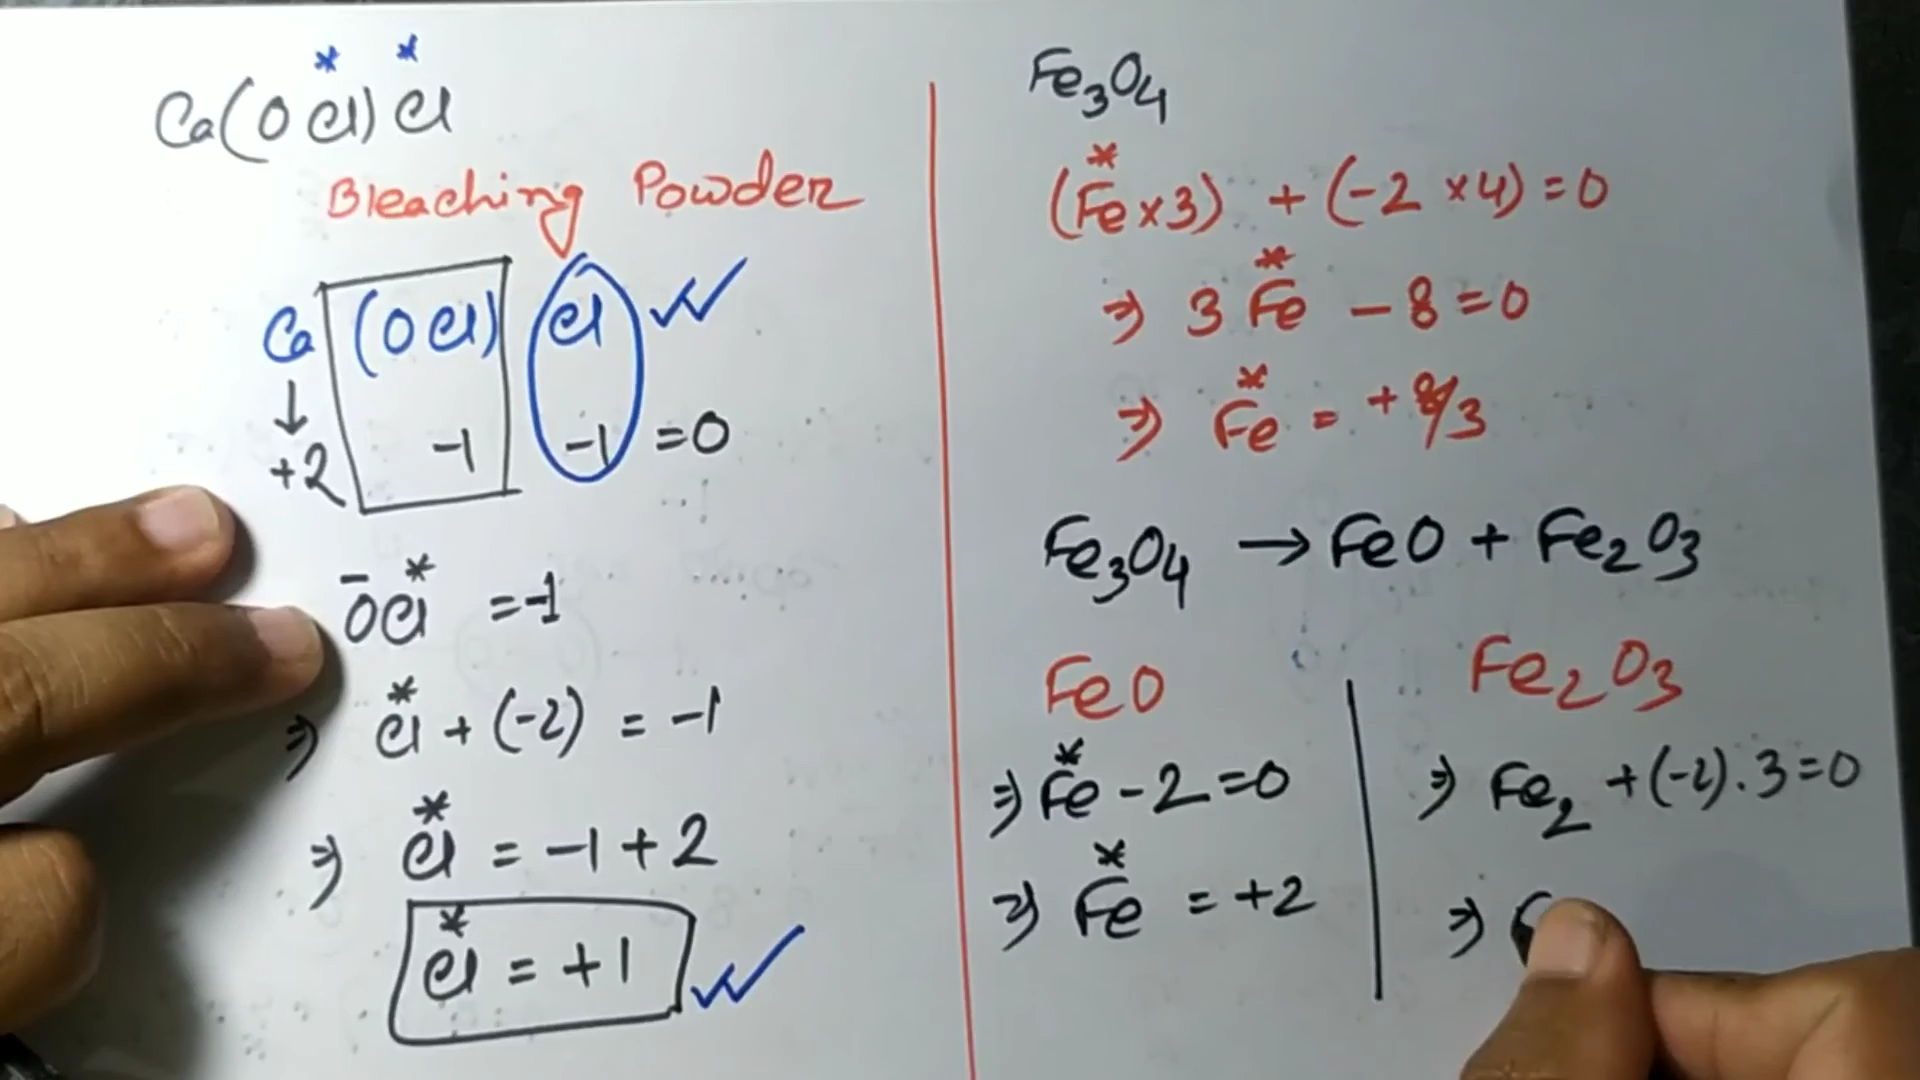 * *
Ca(OCl)Cl
Bleaching Powder
Ca (OCl) Cl ✓✓
↓
+2 -1 -1 =0
- *
OCl =-1
*
⇒ Cl + (-2) = -1
*
⇒ Cl = -1+2
*
Cl = +1 ✓✓
Fe₃O₄
*
(Fe×3) + (-2 ×4)=0
*
⇒ 3 Fe -8=0
*
⇒ Fe = +8/3
Fe₃O₄ → FeO + Fe₂O₃
FeO
*
⇒ Fe-2=0
*
⇒ Fe = +2
Fe₂O₃
⇒ Fe₂ +(-2).3=0
⇒